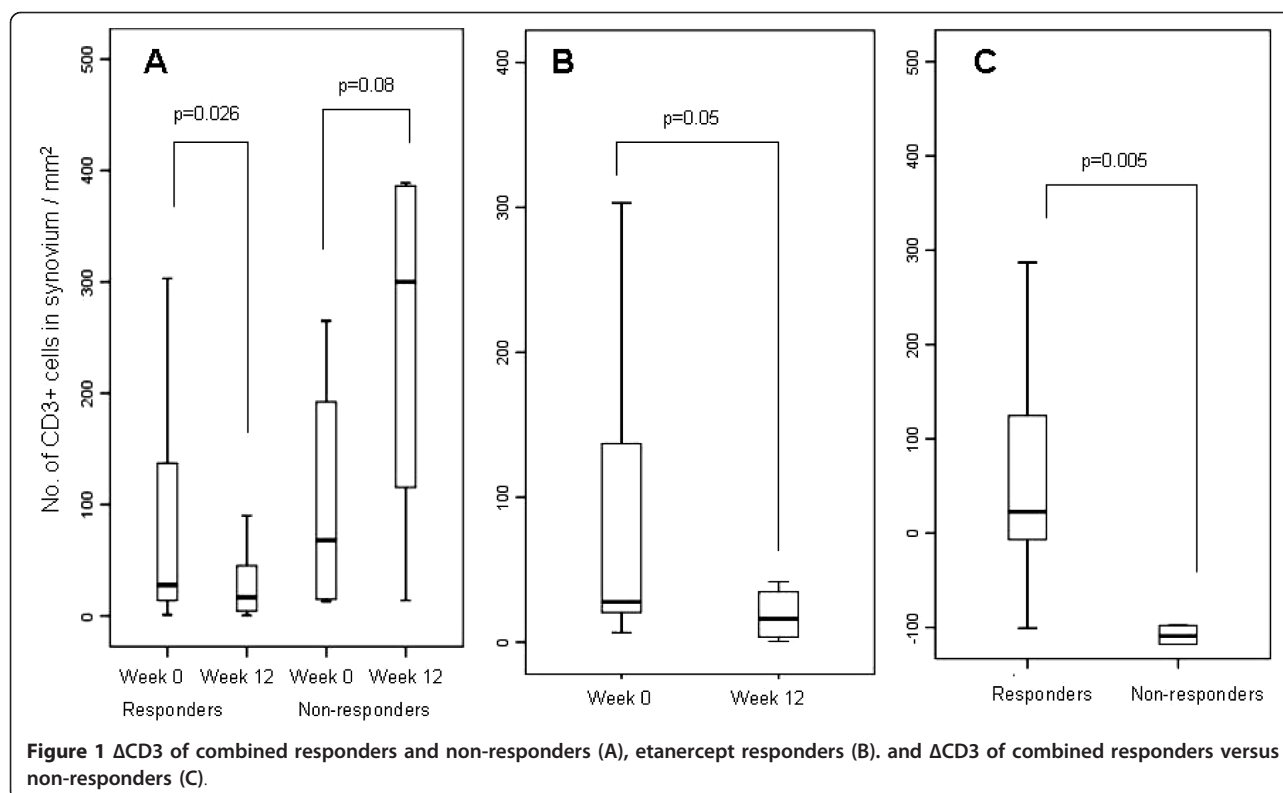 A
500
400
300
200
100
0
No. of CD3+ cells in synovium / mm²
p=0.026
p=0.08
Week 0 Week 12 Week 0 Week 12
Responders Non-responders
B
400
300
200
100
0
p=0.05
Week 0 Week 12
C
500
400
300
200
100
0
-100
p=0.005
Responders Non-responders
Figure 1 ΔCD3 of combined responders and non-responders (A), etanercept responders (B). and ΔCD3 of combined responders versus
non-responders (C).